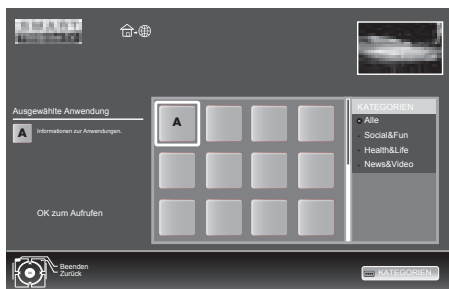 SMART
Ausgewählte Anwendung
A
Informationen zur Anwendungen.
OK zum Aufrufen
A
KATEGORIEN
Alle
Social&Fun
Health&Life
News&Video
Beenden
Zurück
KATEGORIEN